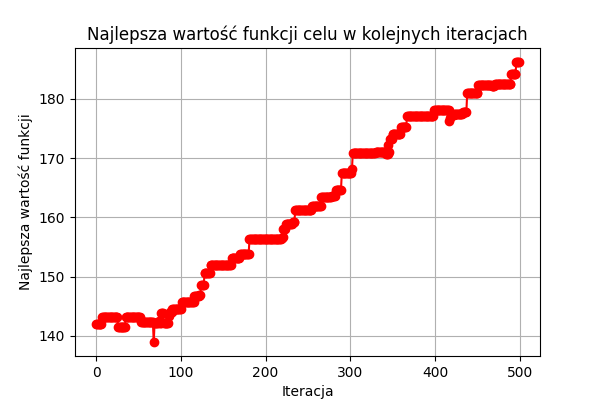 Najlepsza wartość funkcji celu w kolejnych iteracjach
Najlepsza wartość funkcji
180
170
160
150
140
0 100 200 300 400 500
Iteracja